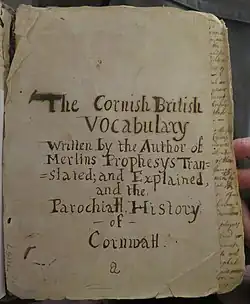 The Cornish British
Vocabulary
Written by the Author of
Merlins Prophesys Tran-
=slated; and Explained,
and the
Parochiall History
of
Cornwall.
a